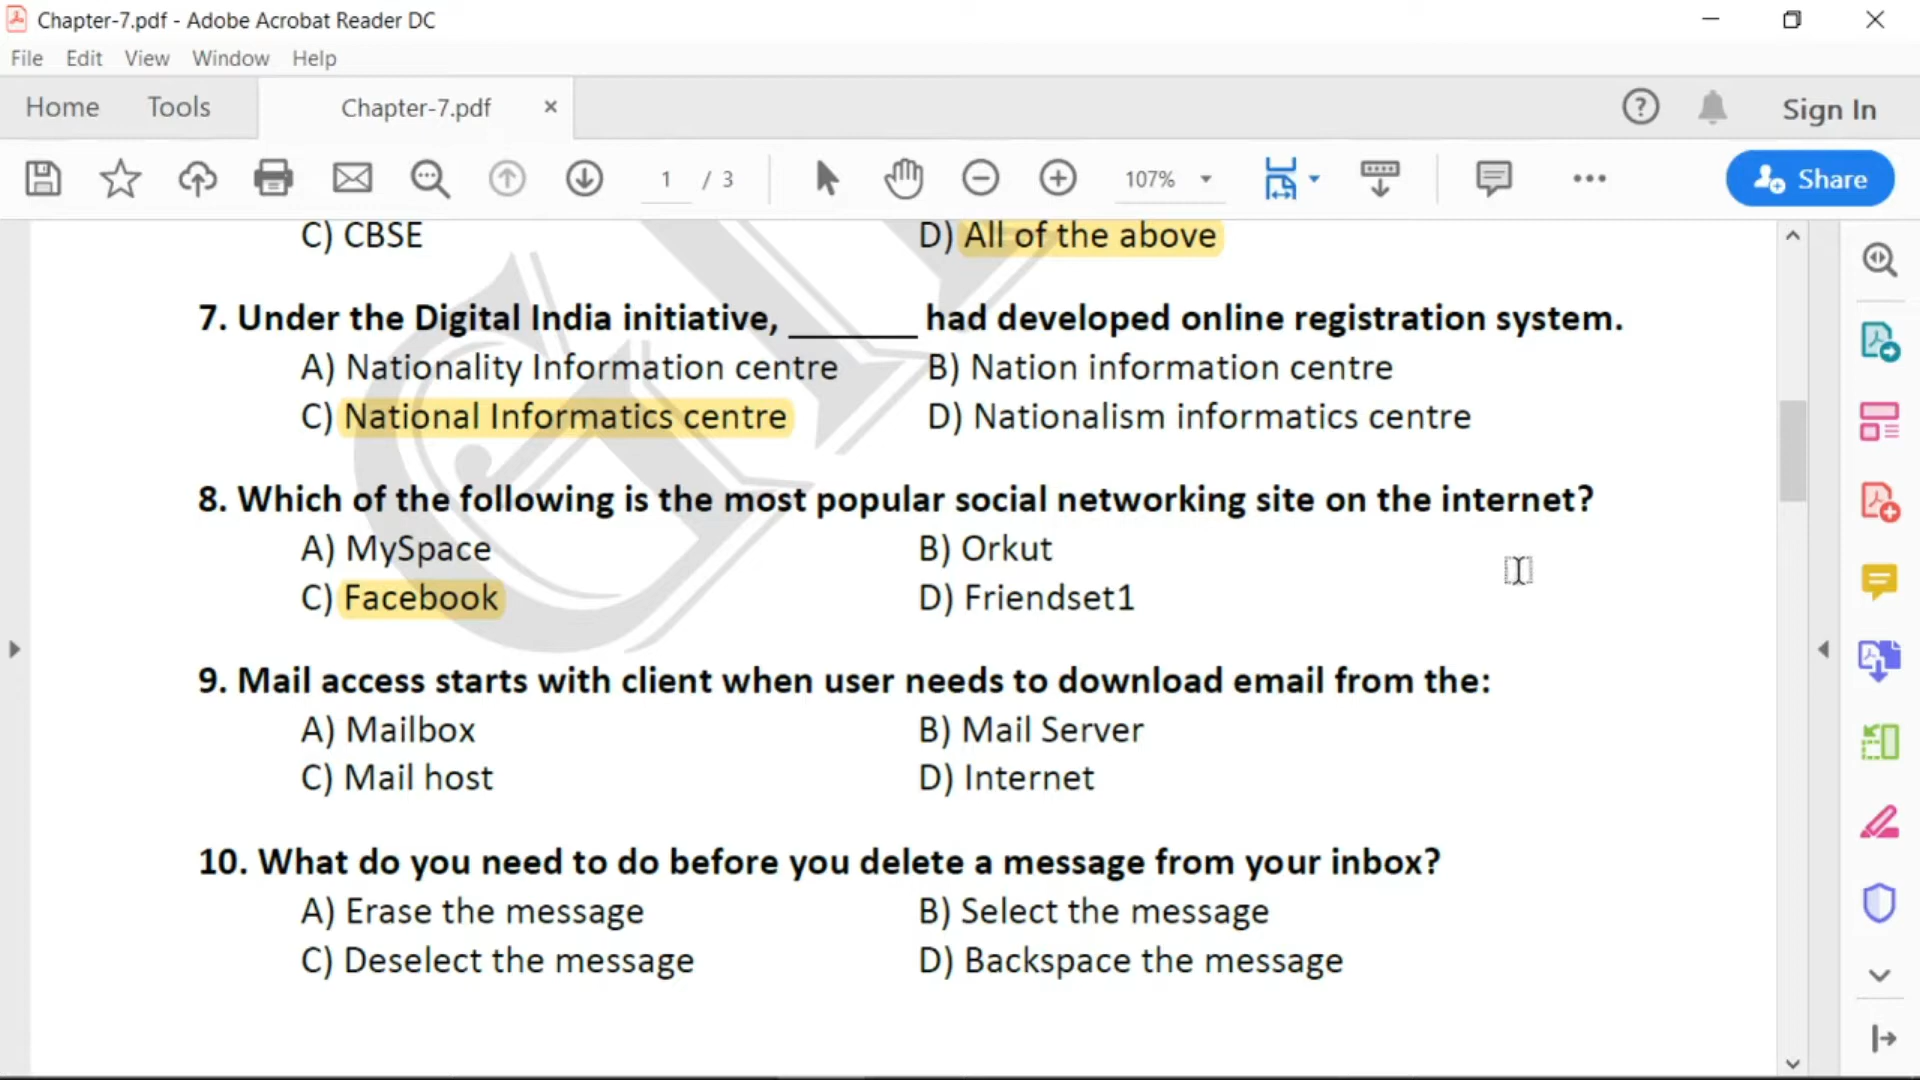 Chapter-7.pdf - Adobe Acrobat Reader DC
File Edit View Window Help
Home Tools Chapter-7.pdf × Sign In
1 / 3 107% Share
C) CBSE D) All of the above
7. Under the Digital India initiative, _______ had developed online registration system.
A) Nationality Information centre B) Nation information centre
C) National Informatics centre D) Nationalism informatics centre
8. Which of the following is the most popular social networking site on the internet?
A) MySpace B) Orkut
C) Facebook D) Friendset1
9. Mail access starts with client when user needs to download email from the:
A) Mailbox B) Mail Server
C) Mail host D) Internet
10. What do you need to do before you delete a message from your inbox?
A) Erase the message B) Select the message
C) Deselect the message D) Backspace the message